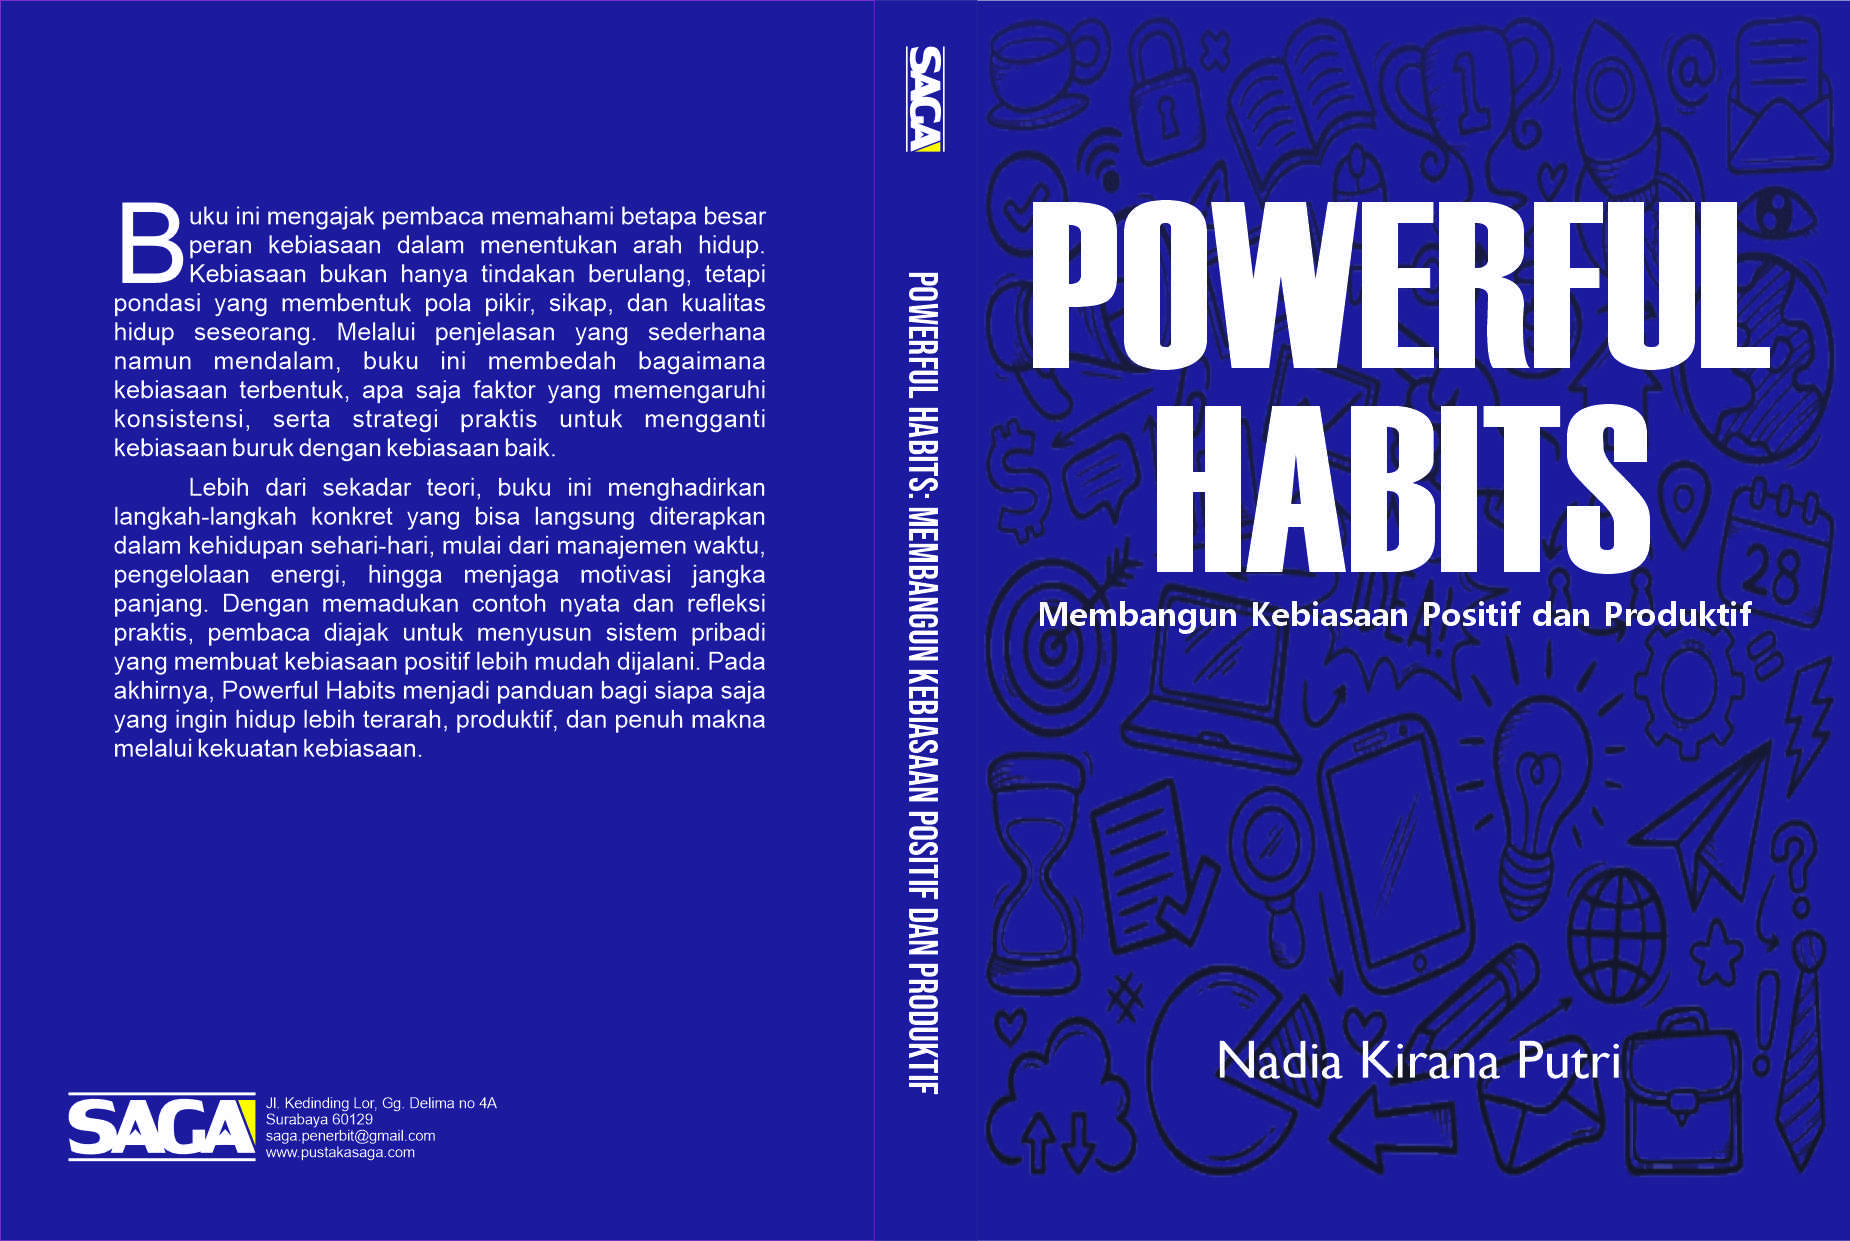 Buku ini mengajak pembaca memahami betapa besar
peran kebiasaan dalam menentukan arah hidup.
Kebiasaan bukan hanya tindakan berulang, tetapi
pondasi yang membentuk pola pikir, sikap, dan kualitas
hidup seseorang. Melalui penjelasan yang sederhana
namun mendalam, buku ini membedah bagaimana
kebiasaan terbentuk, apa saja faktor yang memengaruhi
konsistensi, serta strategi praktis untuk mengganti
kebiasaan buruk dengan kebiasaan baik.
Lebih dari sekadar teori, buku ini menghadirkan
langkah-langkah konkret yang bisa langsung diterapkan
dalam kehidupan sehari-hari, mulai dari manajemen waktu,
pengelolaan energi, hingga menjaga motivasi jangka
panjang. Dengan memadukan contoh nyata dan refleksi
praktis, pembaca diajak untuk menyusun sistem pribadi
yang membuat kebiasaan positif lebih mudah dijalani. Pada
akhirnya, Powerful Habits menjadi panduan bagi siapa saja
yang ingin hidup lebih terarah, produktif, dan penuh makna
melalui kekuatan kebiasaan.
SAGA
Jl. Kedinding Lor, Gg. Delima no 4A
Surabaya 60129
saga.penerbit@gmail.com
www.pustakasaga.com
SAGA
POWERFUL HABITS: MEMBANGUN KEBIASAAN POSITIF DAN PRODUKTIF
1
@
POWERFUL
HABITS
$
28
IDEA!
Membangun Kebiasaan Positif dan Produktif
?
#
!
Nadia Kirana Putri